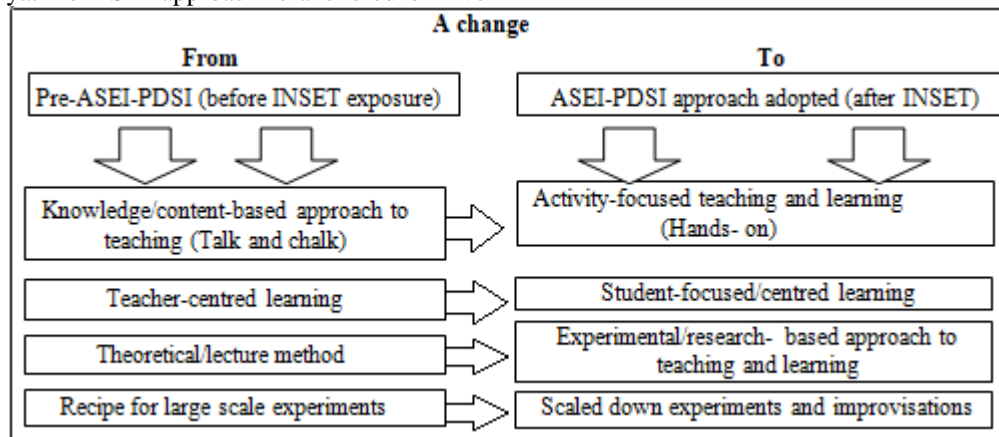 A change
From To
Pre-ASEI-PDSI (before INSET exposure) ASEI-PDSI approach adopted (after INSET)
Knowledge/content-based approach to teaching (Talk and chalk)
Activity-focused teaching and learning (Hands- on)
Teacher-centred learning Student-focused/centred learning
Theoretical/lecture method
Experimental/research- based approach to teaching and learning
Recipe for large scale experiments Scaled down experiments and improvisations